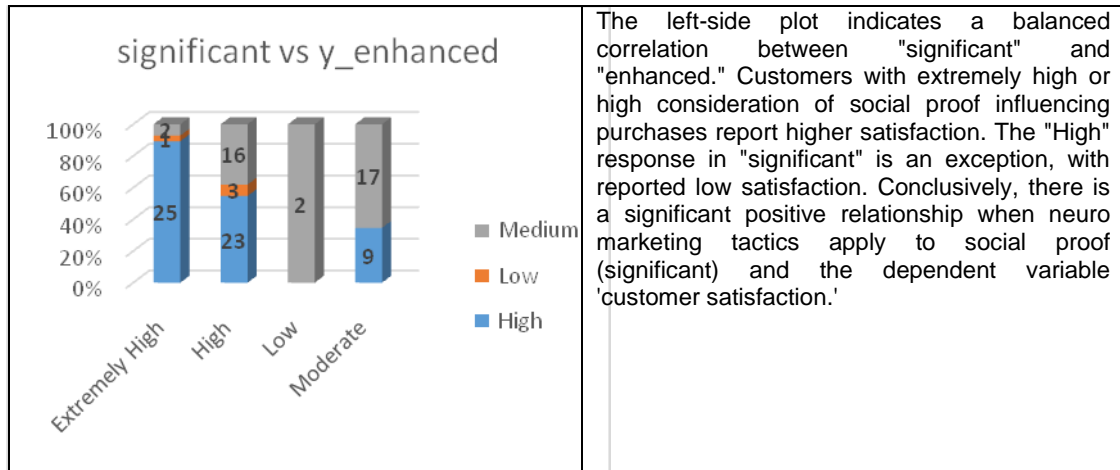 significant vs y_enhanced
100%
80%
60%
40%
20%
0%
2
1
25
16
3
23
2
17
9
Medium
Low
High
Extremely High
High
Low
Moderate
The left-side plot indicates a balanced
correlation between "significant" and
"enhanced." Customers with extremely high or
high consideration of social proof influencing
purchases report higher satisfaction. The "High"
response in "significant" is an exception, with
reported low satisfaction. Conclusively, there is
a significant positive relationship when neuro
marketing tactics apply to social proof
(significant) and the dependent variable
'customer satisfaction.'